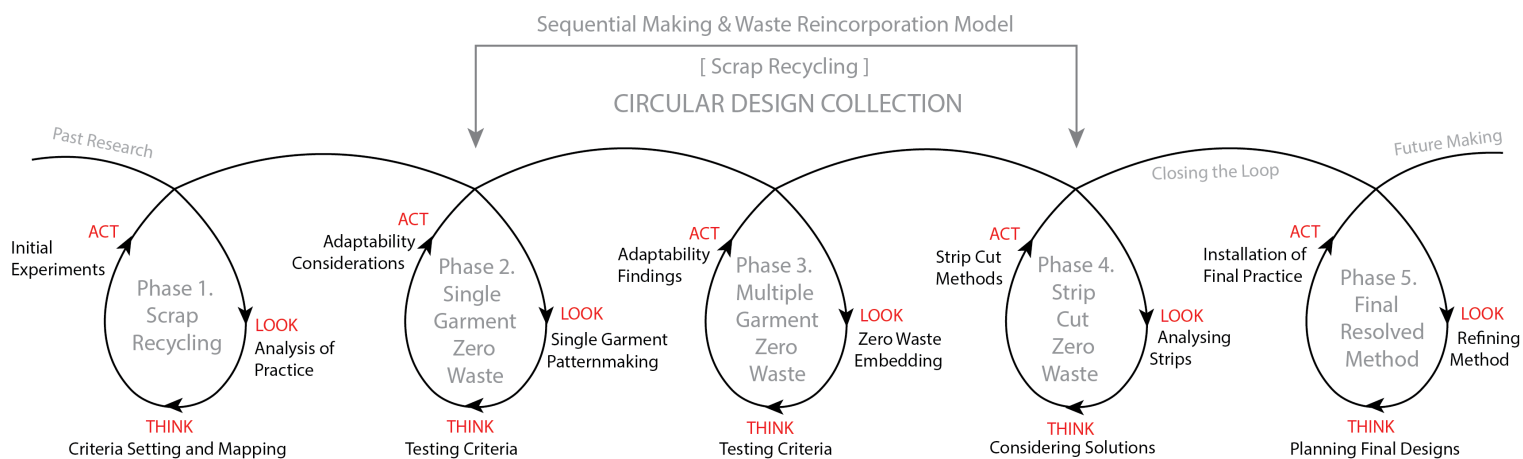 Sequential Making & Waste Reincorporation Model
[ Scrap Recycling ]
CIRCULAR DESIGN COLLECTION
Past Research
ACT
Initial
Experiments
Phase 1.
Scrap
Recycling
LOOK
Analysis of
Practice
THINK
Criteria Setting and Mapping
ACT
Adaptability
Considerations
Phase 2.
Single
Garment
Zero
Waste
LOOK
Single Garment
Patternmaking
THINK
Testing Criteria
ACT
Adaptability
Findings
Phase 3.
Multiple
Garment
Zero
Waste
LOOK
Zero Waste
Embedding
THINK
Testing Criteria
ACT
Strip Cut
Methods
Phase 4.
Strip
Cut
Zero
Waste
LOOK
Analysing
Strips
THINK
Considering Solutions
Closing the Loop
ACT
Installation of
Final Practice
Phase 5.
Final
Resolved
Method
LOOK
Refining
Method
THINK
Planning Final Designs
Future Making